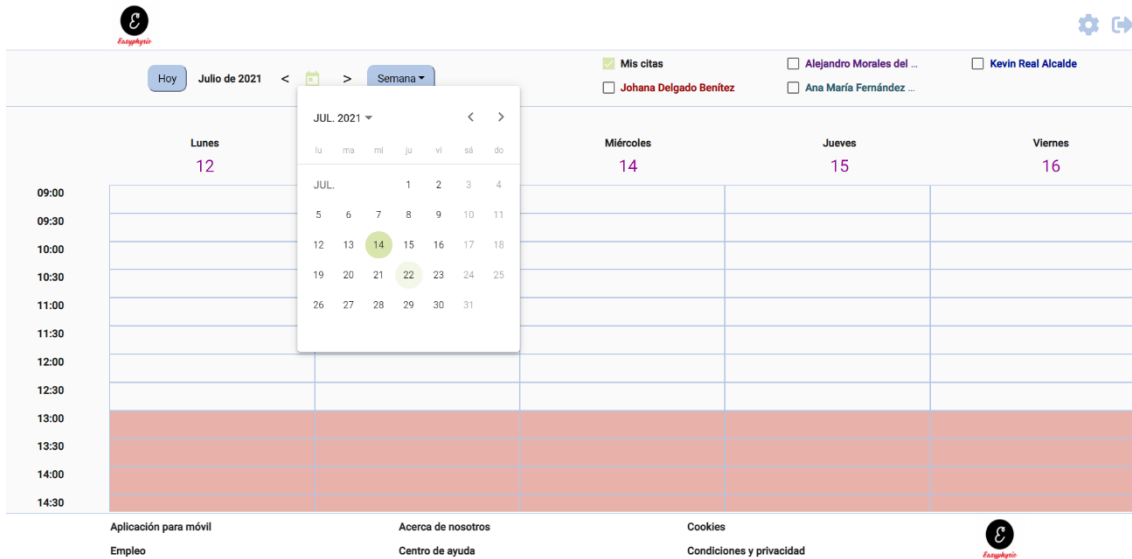 Easyphysio
Hoy Julio de 2021 < > Semana
Mis citas Alejandro Morales del ... Kevin Real Alcalde
Johana Delgado Benítez Ana María Fernández ...
JUL. 2021
lu ma mi ju vi sá do
JUL. 1 2 3 4
5 6 7 8 9 10 11
12 13 14 15 16 17 18
19 20 21 22 23 24 25
26 27 28 29 30 31
Lunes Miércoles Jueves Viernes
12 14 15 16
09:00
09:30
10:00
10:30
11:00
11:30
12:00
12:30
13:00
13:30
14:00
14:30
Aplicación para móvil Acerca de nosotros Cookies
Empleo Centro de ayuda Condiciones y privacidad
Easyphysio